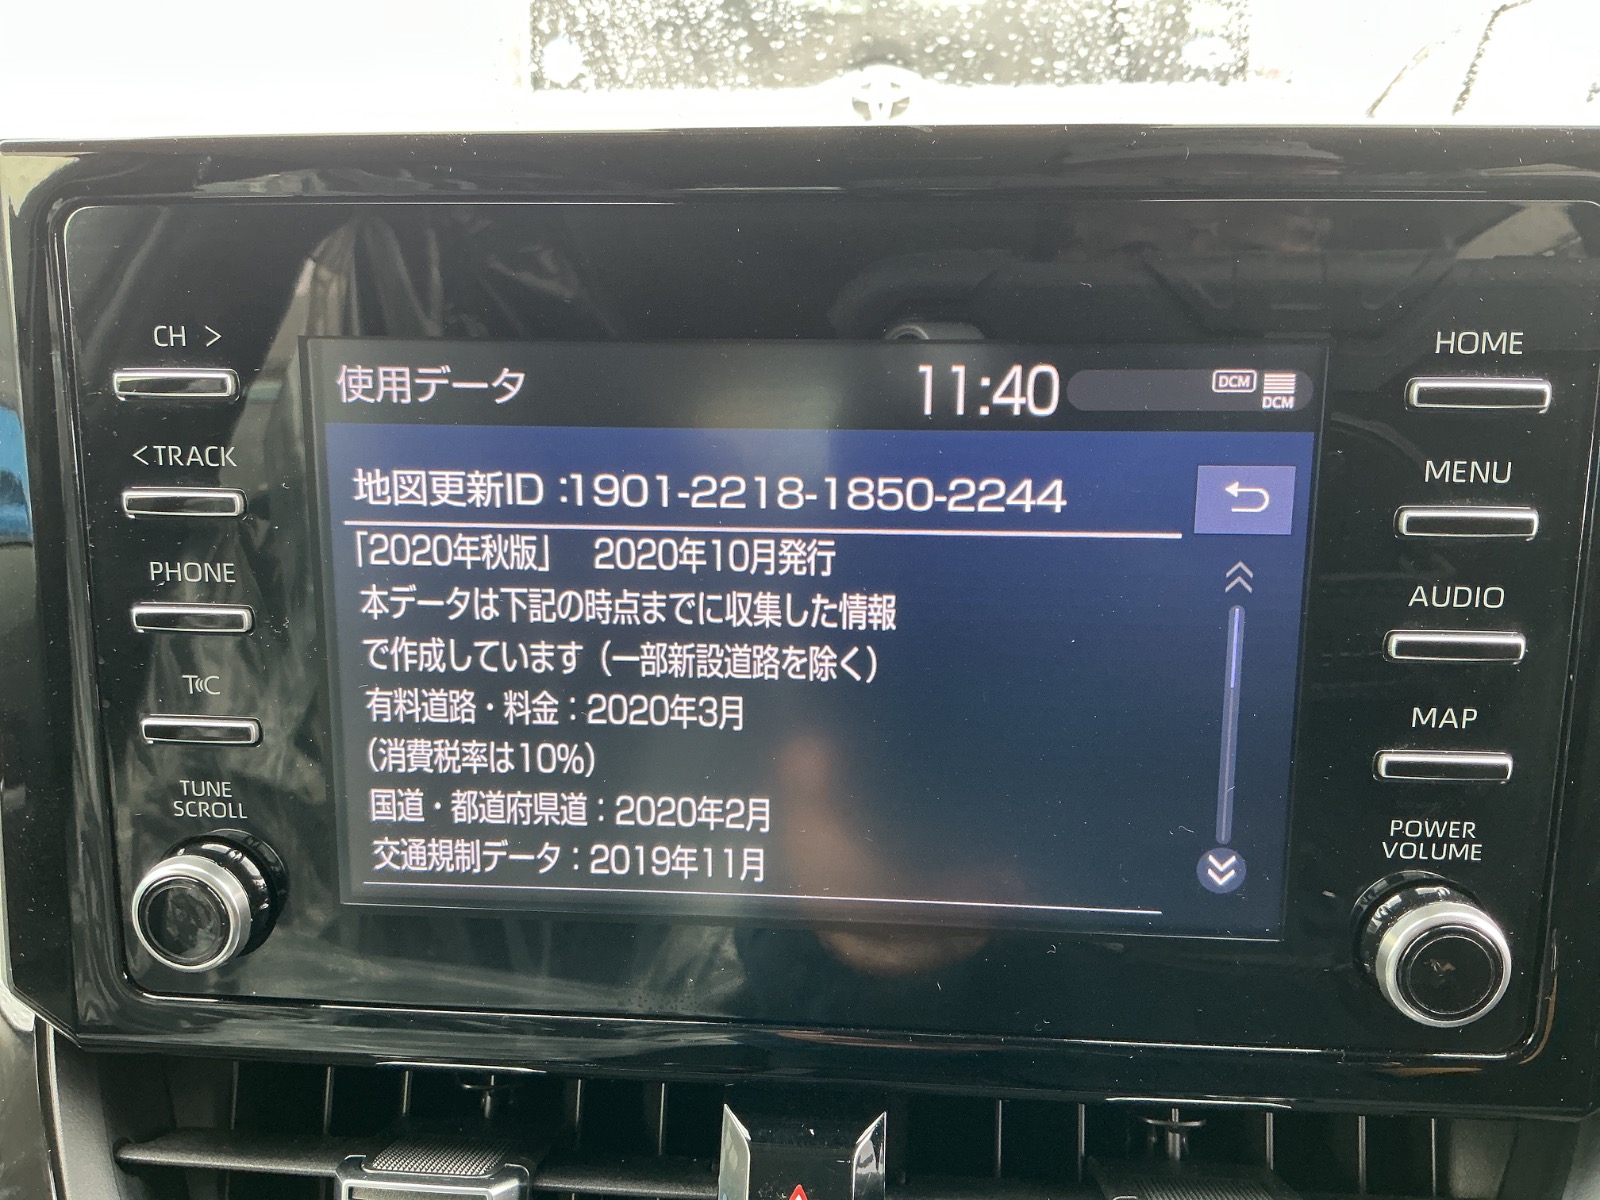 CH >
<TRACK
PHONE
T«C
TUNE
SCROLL
使用データ
11:40
DCM
DCM
地図更新ID :1901-2218-1850-2244
「2020年秋版」 2020年10月発行
本データは下記の時点までに収集した情報
で作成しています（一部新設道路を除く）
有料道路・料金：2020年3月
（消費税率は10%）
国道・都道府県道：2020年2月
交通規制データ：2019年11月
HOME
MENU
AUDIO
MAP
POWER
VOLUME